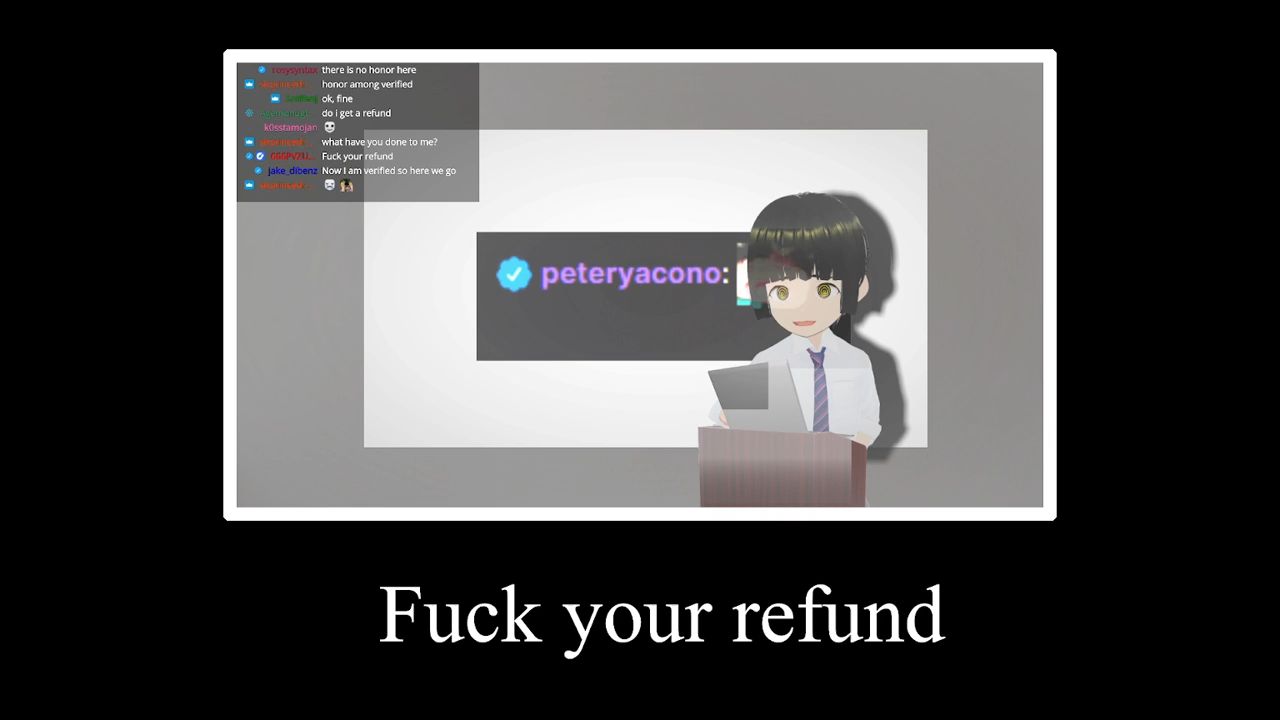 rosysyntax there is no honor here
honor among verified
ok, fine
do i get a refund
k0sstamojan
what have you done to me?
Fuck your refund
jake_dibenz Now I am verified so here we go
peteryacono:
Fuck your refund